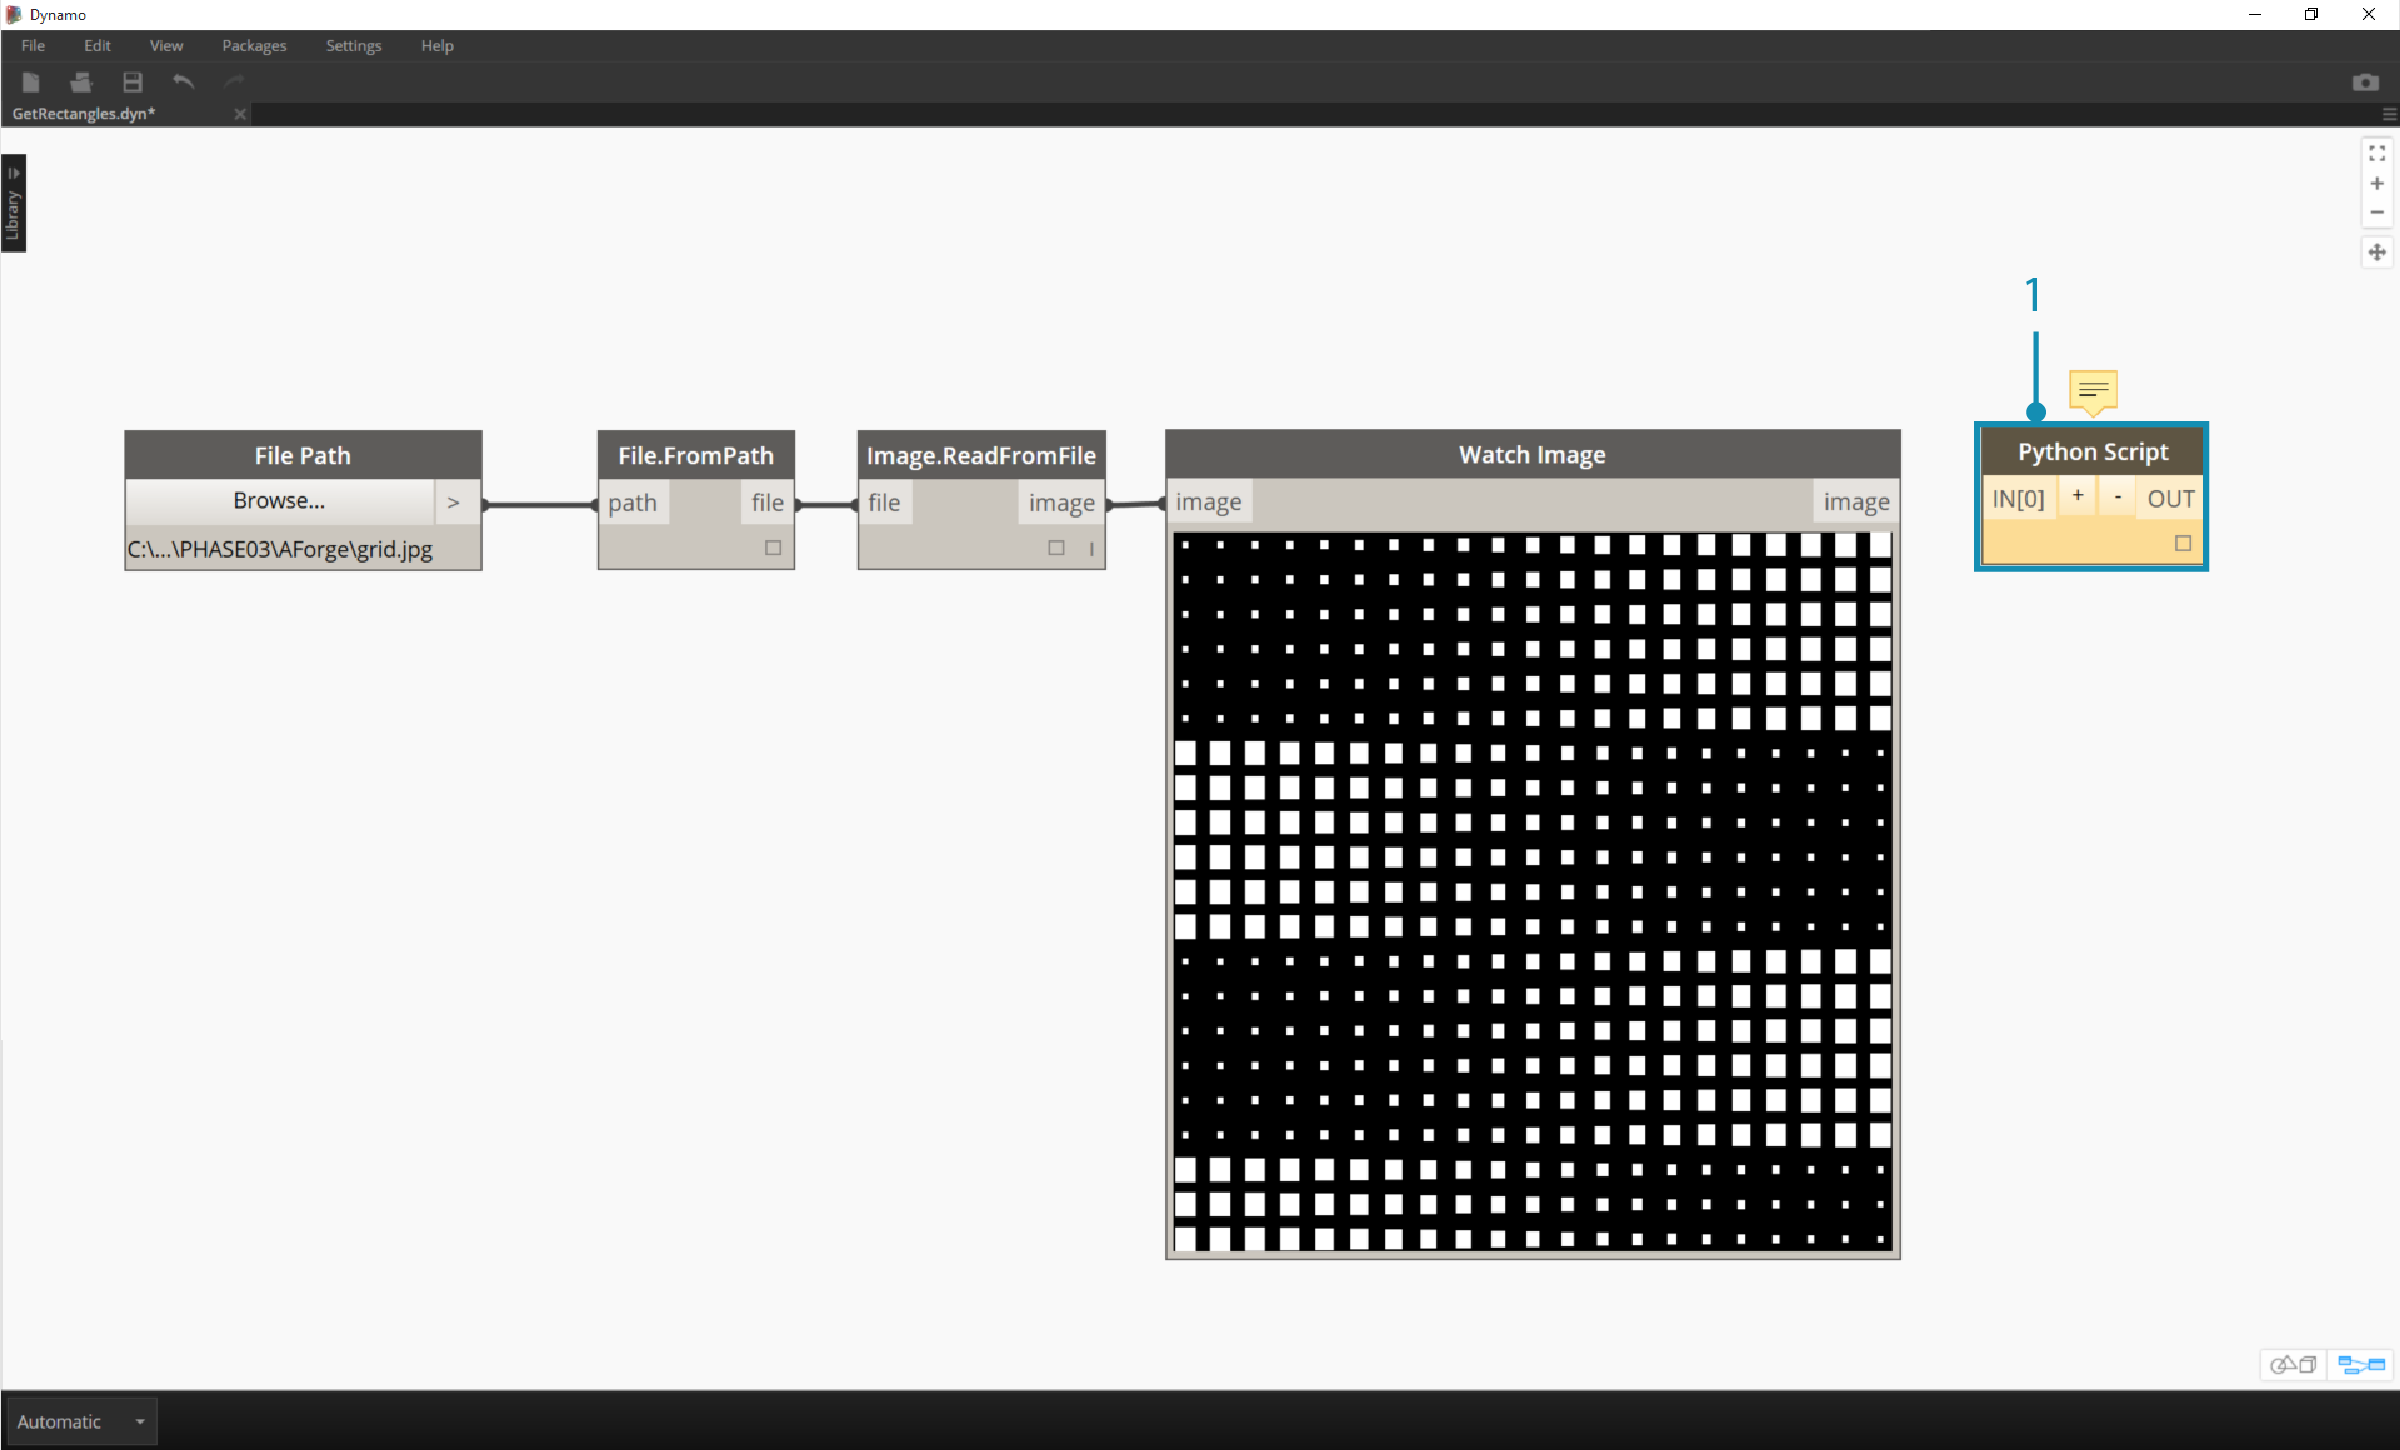 Dynamo
File Edit View Packages Settings Help
GetRectangles.dyn*
Library
1
File Path
Browse... >
C:\...\PHASE03\AForge\grid.jpg
File.FromPath
path file
Image.ReadFromFile
file image
Watch Image
image image
Python Script
IN[0] + - OUT
Automatic